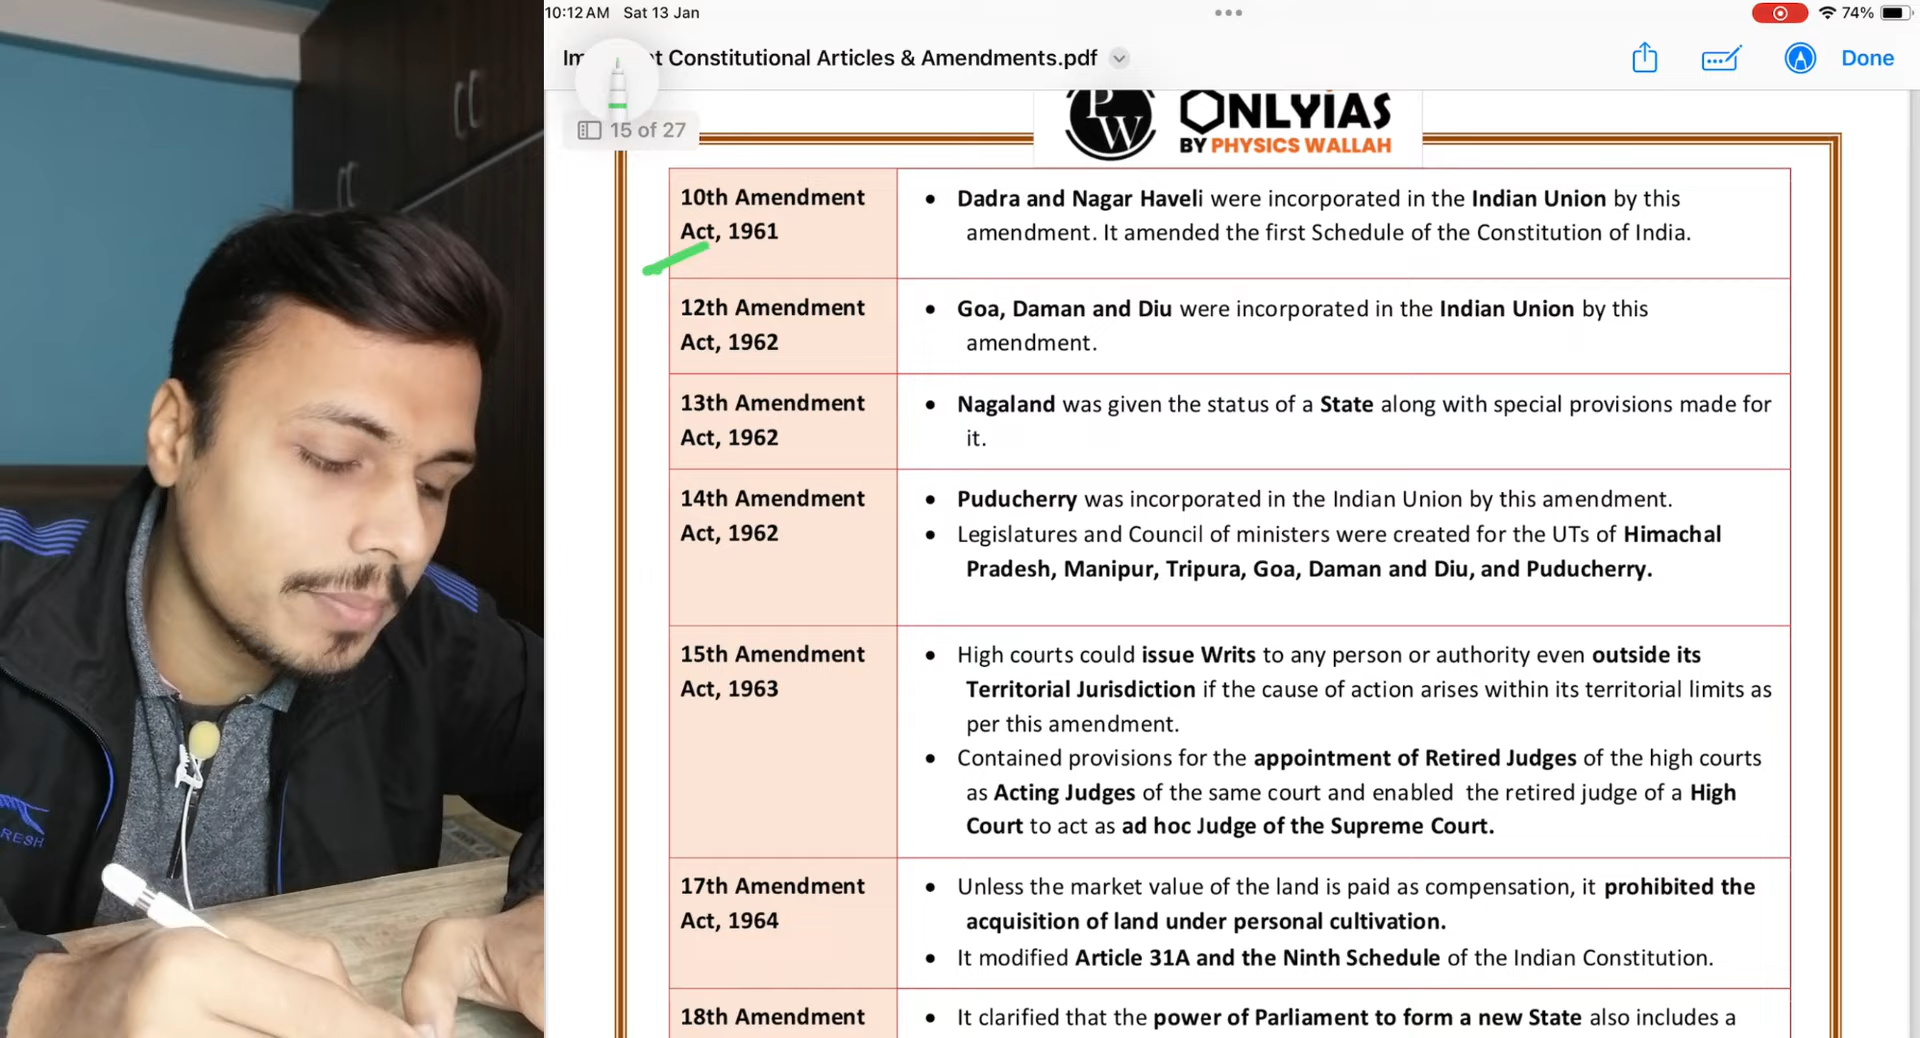 10:12 AM Sat 13 Jan
74%
t Constitutional Articles & Amendments.pdf
Done
15 of 27
PW
ONLYIAS
BY PHYSICS WALLAH
10th Amendment
Act, 1961
• Dadra and Nagar Haveli were incorporated in the Indian Union by this
amendment. It amended the first Schedule of the Constitution of India.
12th Amendment
Act, 1962
• Goa, Daman and Diu were incorporated in the Indian Union by this
amendment.
13th Amendment
Act, 1962
• Nagaland was given the status of a State along with special provisions made for
it.
14th Amendment
Act, 1962
• Puducherry was incorporated in the Indian Union by this amendment.
• Legislatures and Council of ministers were created for the UTs of Himachal
Pradesh, Manipur, Tripura, Goa, Daman and Diu, and Puducherry.
15th Amendment
Act, 1963
• High courts could issue Writs to any person or authority even outside its
Territorial Jurisdiction if the cause of action arises within its territorial limits as
per this amendment.
• Contained provisions for the appointment of Retired Judges of the high courts
as Acting Judges of the same court and enabled the retired judge of a High
Court to act as ad hoc Judge of the Supreme Court.
17th Amendment
Act, 1964
• Unless the market value of the land is paid as compensation, it prohibited the
acquisition of land under personal cultivation.
• It modified Article 31A and the Ninth Schedule of the Indian Constitution.
18th Amendment
• It clarified that the power of Parliament to form a new State also includes a